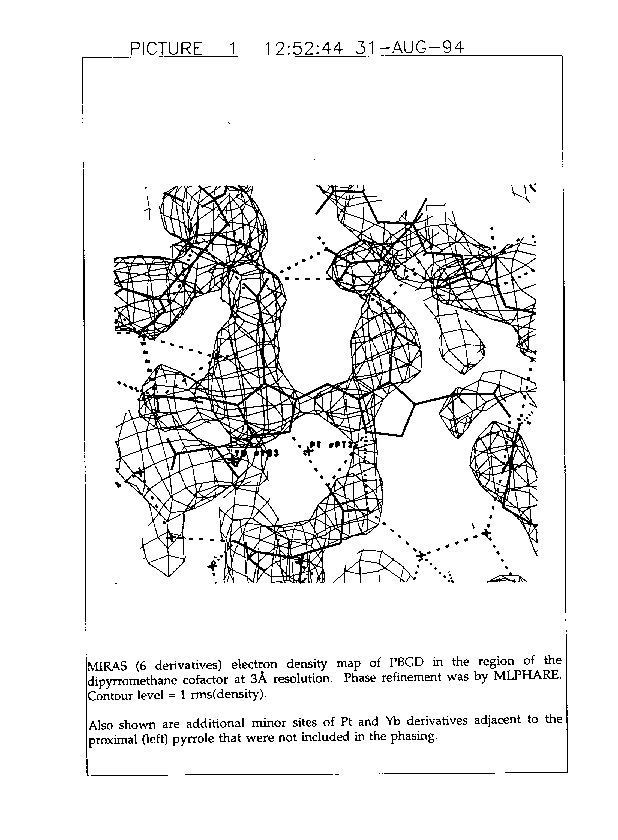 PICTURE 1 12:52:44 31-AUG-94
PT
MIRAS (6 derivatives) electron density map of PBGD in the region of the
dipyrromethane cofactor at 3Å resolution. Phase refinement was by MLPHARE.
Contour level = 1 rms(density).
Also shown are additional minor sites of Pt and Yb derivatives adjacent to the
proximal (left) pyrrole that were not included in the phasing.